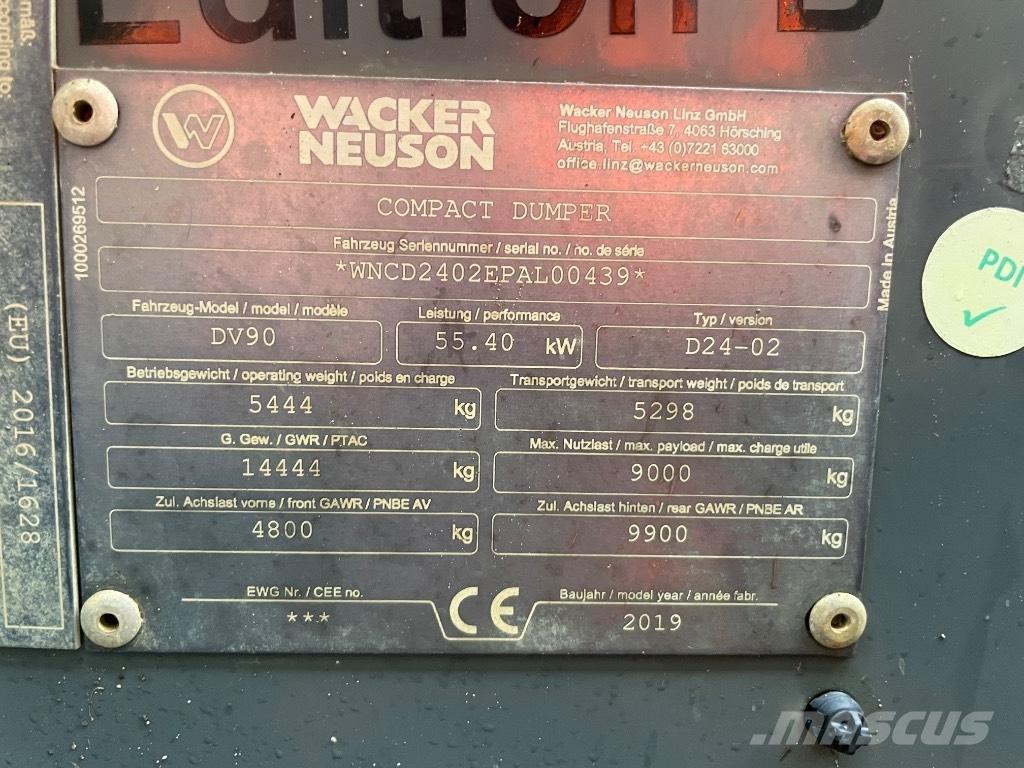 Edition B
gemäß
according to:
(EU) 2016/1628
W
WACKER
NEUSON
Wacker Neuson Linz GmbH
Flughafenstraße 7, 4063 Hörsching
Austria, Tel. +43 (0)7221 63000
office.linz@wackerneuson.com
1000269512
Made in Austria
COMPACT DUMPER
Fahrzeug Seriennummer / serial no. / no. de série
*WNCD2402EPAL00439*
Fahrzeug-Model / model / modèle
DV90
Leistung / performance
55.40 kW
Typ / version
D24-02
Betriebsgewicht / operating weight / poids en charge
5444 kg
Transportgewicht / transport weight / poids de transport
5298 kg
G. Gew. / GWR / PTAC
14444 kg
Max. Nutzlast / max. payload / max. charge utile
9000 kg
Zul. Achslast vorne / front GAWR / PNBE AV
4800 kg
Zul. Achslast hinten / rear GAWR / PNBE AR
9900 kg
EWG Nr. / CEE no.
***
CE
Baujahr / model year / année fabr.
2019
PDI
MASCUS